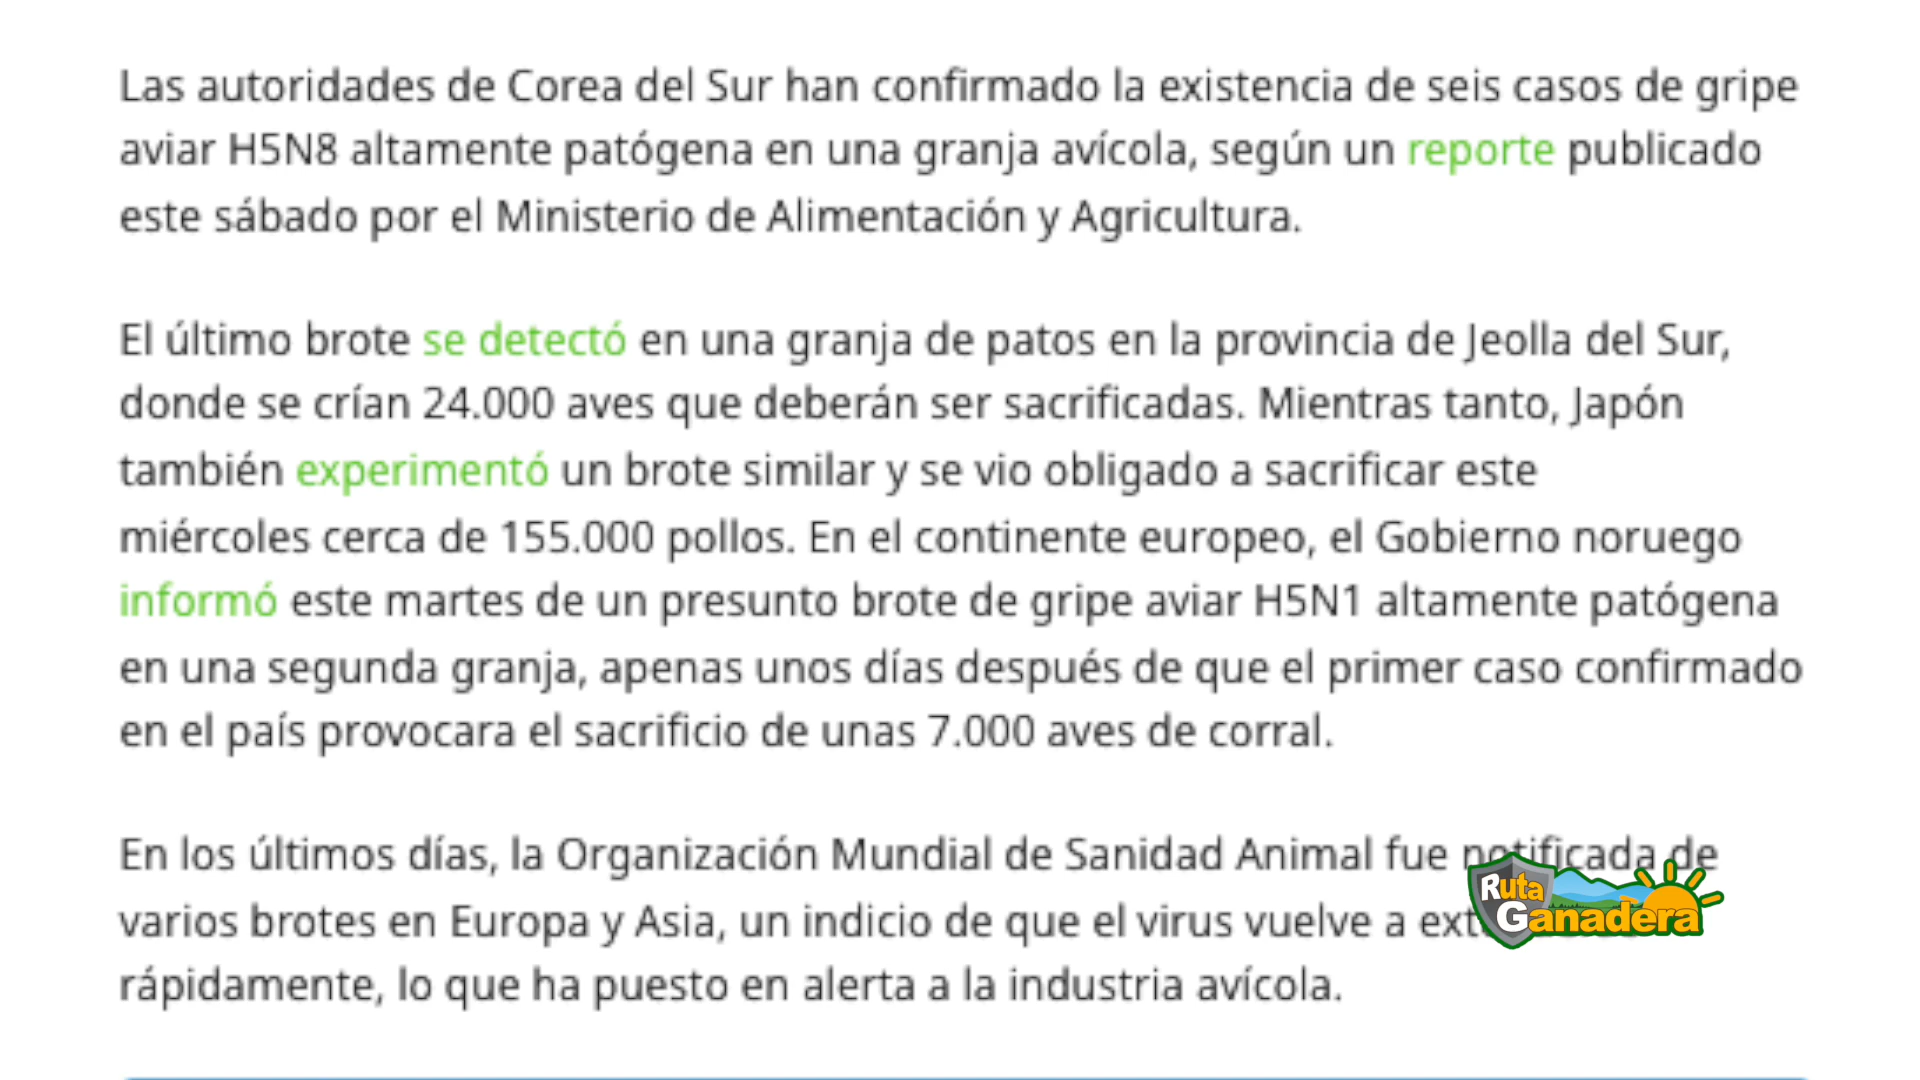 Las autoridades de Corea del Sur han confirmado la existencia de seis casos de gripe
aviar H5N8 altamente patógena en una granja avícola, según un reporte publicado
este sábado por el Ministerio de Alimentación y Agricultura.
El último brote se detectó en una granja de patos en la provincia de Jeolla del Sur,
donde se crían 24.000 aves que deberán ser sacrificadas. Mientras tanto, Japón
también experimentó un brote similar y se vio obligado a sacrificar este
miércoles cerca de 155.000 pollos. En el continente europeo, el Gobierno noruego
informó este martes de un presunto brote de gripe aviar H5N1 altamente patógena
en una segunda granja, apenas unos días después de que el primer caso confirmado
en el país provocara el sacrificio de unas 7.000 aves de corral.
En los últimos días, la Organización Mundial de Sanidad Animal fue notificada de
varios brotes en Europa y Asia, un indicio de que el virus vuelve a
rápidamente, lo que ha puesto en alerta a la industria avícola.
Ruta
Ganadera